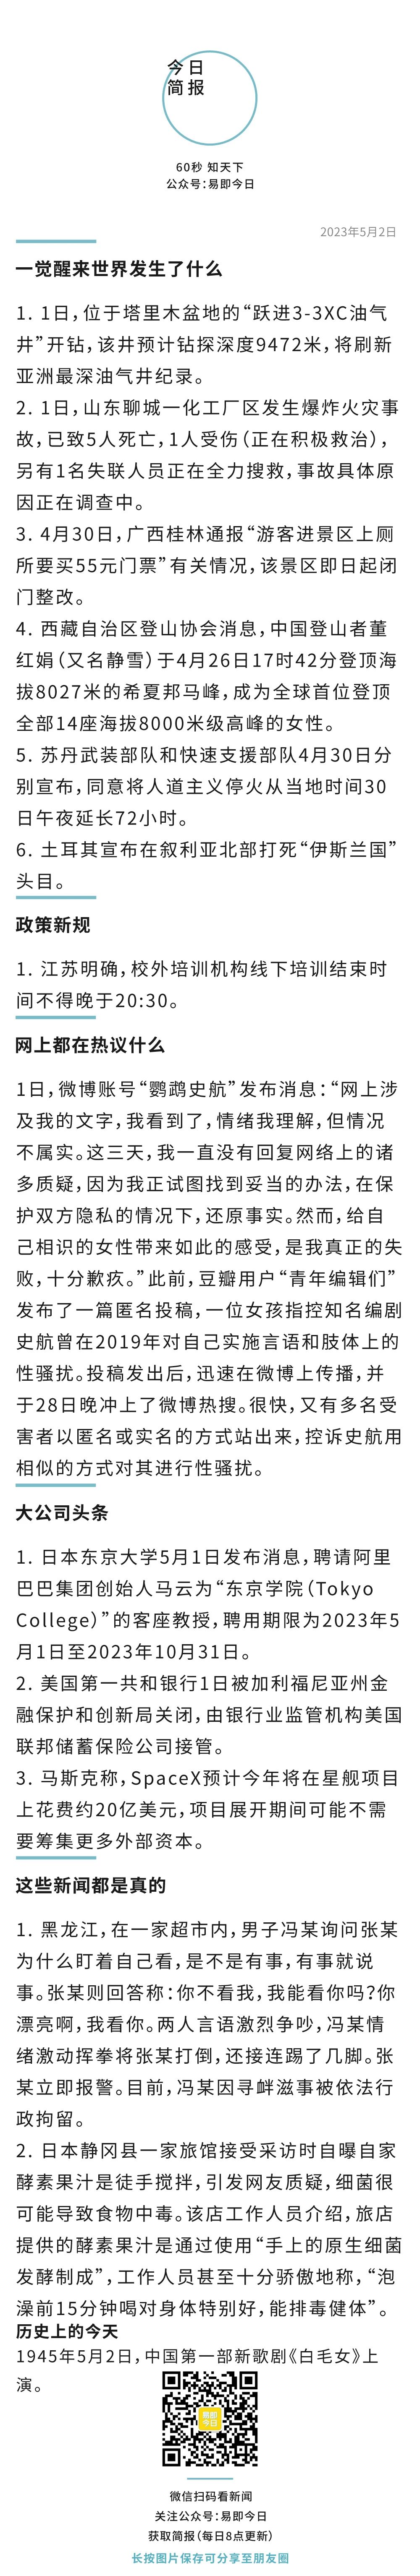 今日
简报
60秒 知天下
公众号：易即今日
2023年5月2日
一觉醒来世界发生了什么
1. 1日，位于塔里木盆地的“跃进3-3XC油气
井”开钻，该井预计钻探深度9472米，将刷新
亚洲最深油气井纪录。
2. 1日，山东聊城一化工厂区发生爆炸火灾事
故，已致5人死亡，1人受伤（正在积极救治），
另有1名失联人员正在全力搜救，事故具体原
因正在调查中。
3. 4月30日，广西桂林通报“游客进景区上厕
所要买55元门票”有关情况，该景区即日起闭
门整改。
4. 西藏自治区登山协会消息，中国登山者董
红娟（又名静雪）于4月26日17时42分登顶海
拔8027米的希夏邦马峰，成为全球首位登顶
全部14座海拔8000米级高峰的女性。
5. 苏丹武装部队和快速支援部队4月30日分
别宣布，同意将人道主义停火从当地时间30
日午夜延长72小时。
6. 土耳其宣布在叙利亚北部打死“伊斯兰国”
头目。
政策新规
1. 江苏明确，校外培训机构线下培训结束时
间不得晚于20:30。
网上都在热议什么
1日，微博账号“鹦鹉史航”发布消息：“网上涉
及我的文字，我看到了，情绪我理解，但情况
不属实。这三天，我一直没有回复网络上的诸
多质疑，因为我正试图找到妥当的办法，在保
护双方隐私的情况下，还原事实。然而，给自
己相识的女性带来如此的感受，是我真正的失
败，十分歉疚。”此前，豆瓣用户“青年编辑们”
发布了一篇匿名投稿，一位女孩指控知名编剧
史航曾在2019年对自己实施言语和肢体上的
性骚扰。投稿发出后，迅速在微博上传播，并
于28日晚冲上了微博热搜。很快，又有多名受
害者以匿名或实名的方式站出来，控诉史航用
相似的方式对其进行性骚扰。
大公司头条
1. 日本东京大学5月1日发布消息，聘请阿里
巴巴集团创始人马云为“东京学院（Tokyo
College）”的客座教授，聘用期限为2023年5
月1日至2023年10月31日。
2. 美国第一共和银行1日被加利福尼亚州金
融保护和创新局关闭，由银行业监管机构美国
联邦储蓄保险公司接管。
3. 马斯克称，SpaceX预计今年将在星舰项目
上花费约20亿美元，项目展开期间可能不需
要筹集更多外部资本。
这些新闻都是真的
1. 黑龙江，在一家超市内，男子冯某询问张某
为什么盯着自己看，是不是有事，有事就说
事。张某则回答称：你不看我，我能看你吗？你
漂亮啊，我看你。两人言语激烈争吵，冯某情
绪激动挥拳将张某打倒，还接连踢了几脚。张
某立即报警。目前，冯某因寻衅滋事被依法行
政拘留。
2. 日本静冈县一家旅馆接受采访时自曝自家
酵素果汁是徒手搅拌，引发网友质疑，细菌很
可能导致食物中毒。该店工作人员介绍，旅店
提供的酵素果汁是通过使用“手上的原生细菌
发酵制成”，工作人员甚至十分骄傲地称，“泡
澡前15分钟喝对身体特别好，能排毒健体”。
历史上的今天
1945年5月2日，中国第一部新歌剧《白毛女》上
演。
易即
今日
微信扫码看新闻
关注公众号：易即今日
获取简报（每日8点更新）
长按图片保存可分享至朋友圈